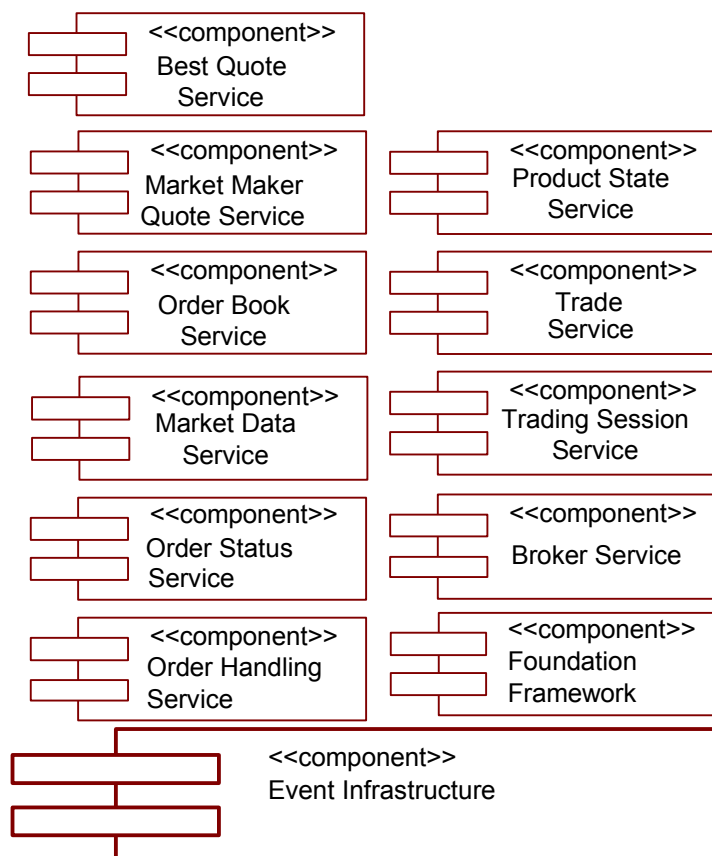 <<component>>
Best Quote
Service
<<component>>
Market Maker
Quote Service
<<component>>
Product State
Service
<<component>>
Order Book
Service
<<component>>
Trade
Service
<<component>>
Market Data
Service
<<component>>
Trading Session
Service
<<component>>
Order Status
Service
<<component>>
Broker Service
<<component>>
Order Handling
Service
<<component>>
Foundation
Framework
<<component>>
Event Infrastructure